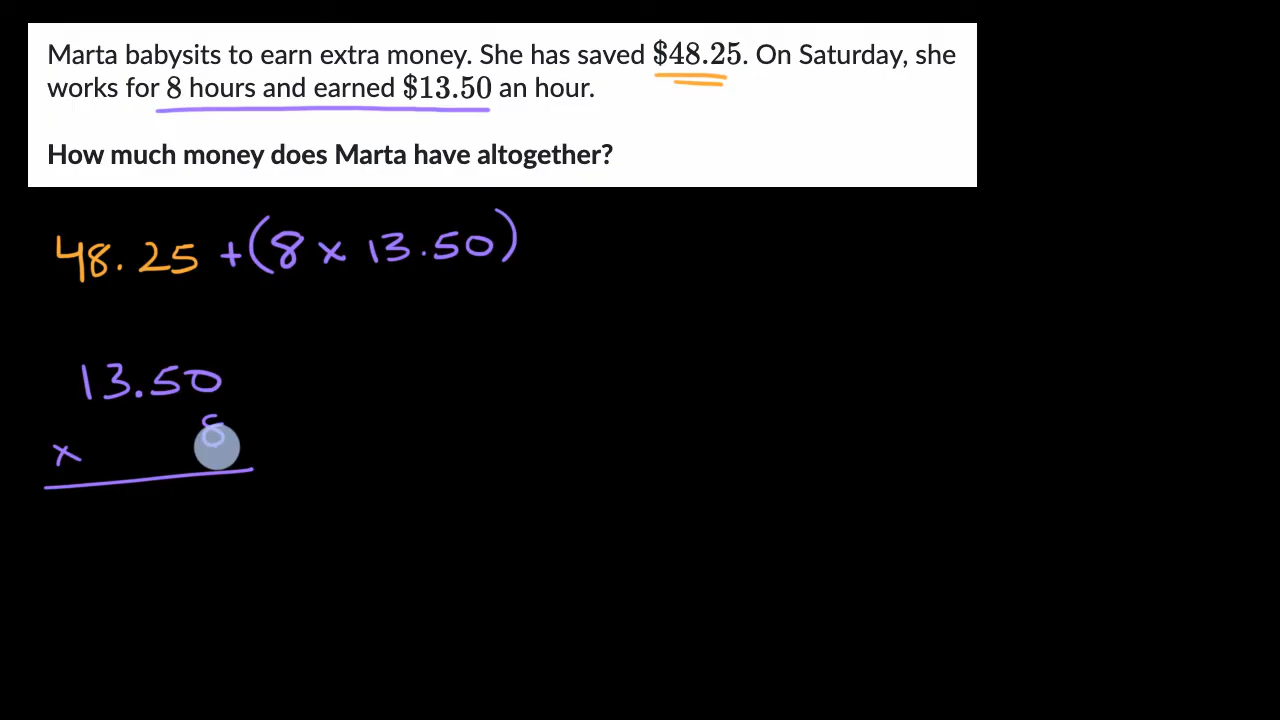 Marta babysits to earn extra money. She has saved $48.25. On Saturday, she
works for 8 hours and earned $13.50 an hour.
How much money does Marta have altogether?
48.25 + (8 x 13.50)
13.50
x 8